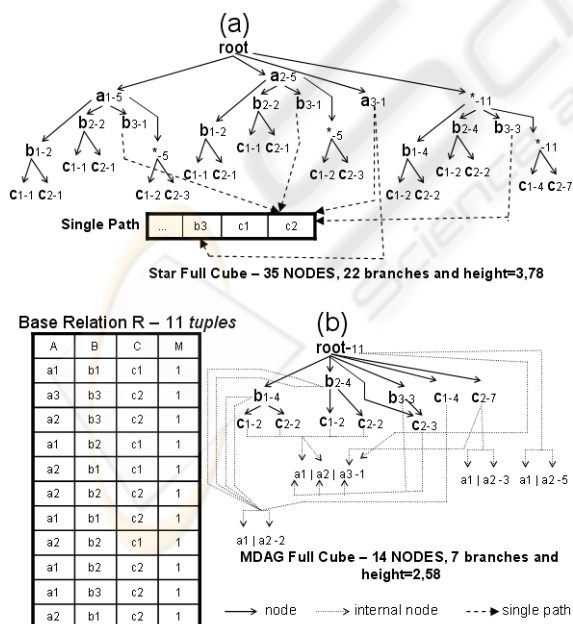 (a)
root
a1-5 a2-5 a3-1 *-11
b1-2 b2-2 b3-1 *-5 b1-2 b2-2 b3-1 *-5 b1-4 b2-4 b3-3 *-11
c1-1 c2-1 c1-1 c2-1 c1-2 c2-3 c1-1 c2-1 c1-1 c2-1 c1-2 c2-3 c1-2 c2-2 c1-2 c2-2 c1-4 c2-7
Single Path ... b3 c1 c2
Star Full Cube – 35 NODES, 22 branches and height=3,78
Base Relation R – 11 tuples
A B C M
a1 b1 c1 1
a3 b3 c2 1
a2 b3 c2 1
a1 b2 c1 1
a2 b1 c1 1
a2 b2 c2 1
a1 b1 c2 1
a2 b2 c1 1
a1 b2 c2 1
a1 b3 c2 1
a2 b1 c2 1
(b)
root-11
b1-4 b2-4 b3-3 c1-4 c2-7
c1-2 c2-2 c1-2 c2-2 c2-3
a1 | a2 | a3 -1 a1 | a2 -3 a1 | a2 -5
a1 | a2 -2
MDAG Full Cube – 14 NODES, 7 branches and
height=2,58
node internal node single path